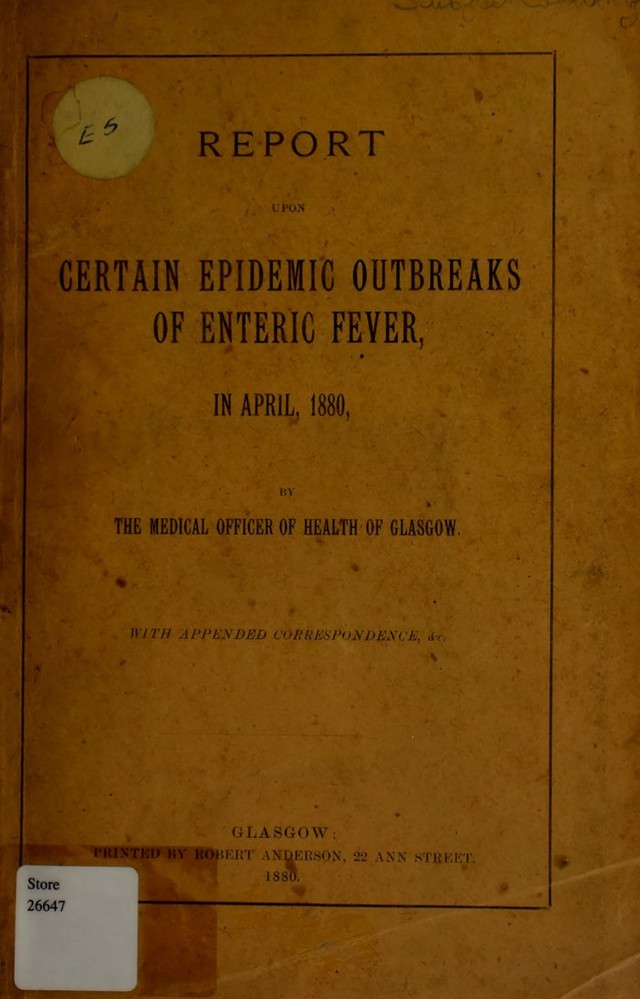 E S
REPORT
UPON
CERTAIN EPIDEMIC OUTBREAKS
OF ENTERIC FEVER,
IN APRIL, 1880,
BY
THE MEDICAL OFFICER OF HEALTH OF GLASGOW.
WITH APPENDED CORRESPONDENCE, &c.
GLASGOW:
PRINTED BY ROBERT ANDERSON, 22 ANN STREET.
1880.
Store
26647